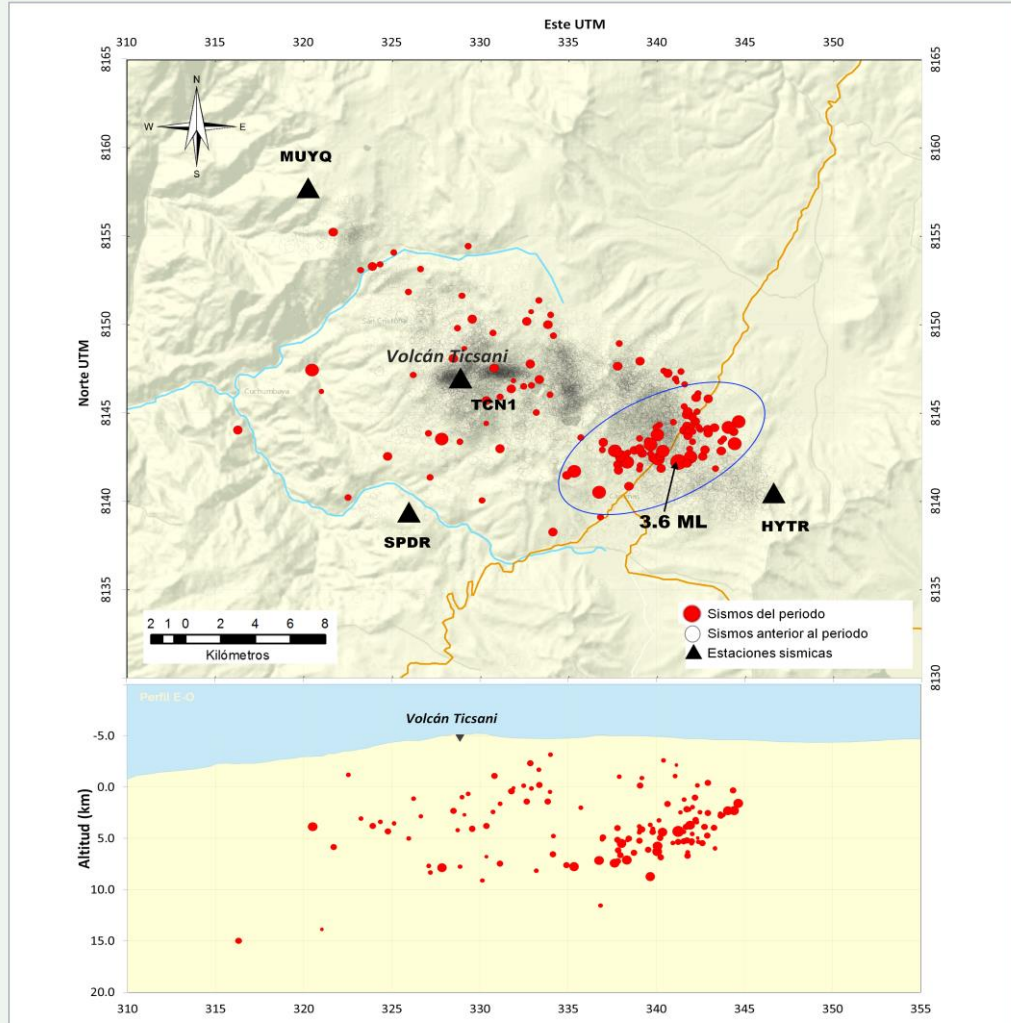 Este UTM
310 315 320 325 330 335 340 345 350
8165
8165
N
W E
S
8160
8160
MUYQ
8155
8155
8150
8150
San Cristobal
Norte UTM
Volcán Ticsani
TCN1
Cuchumbaya
8145
8145
8140
8140
SPDR
3.6 ML
HYTR
8135
8135
2 1 0 2 4 6 8
Kilómetros
Sismos del periodo
Sismos anterior al periodo
Estaciones sismicas
8130
Perfil E-O
Volcán Ticsani
-5.0
0.0
5.0
10.0
15.0
20.0
Altitud (km)
310 315 320 325 330 335 340 345 350 355